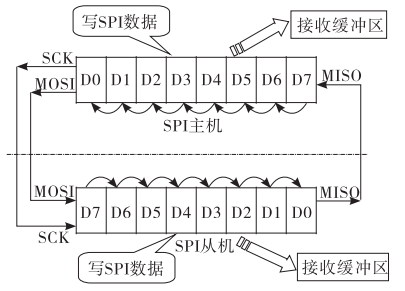 写SPI数据
接收缓冲区
SCK
MOSI
D0 D1 D2 D3 D4 D5 D6 D7
MISO
SPI主机
MOSI
D7 D6 D5 D4 D3 D2 D1 D0
MISO
SCK
SPI从机
写SPI数据
接收缓冲区